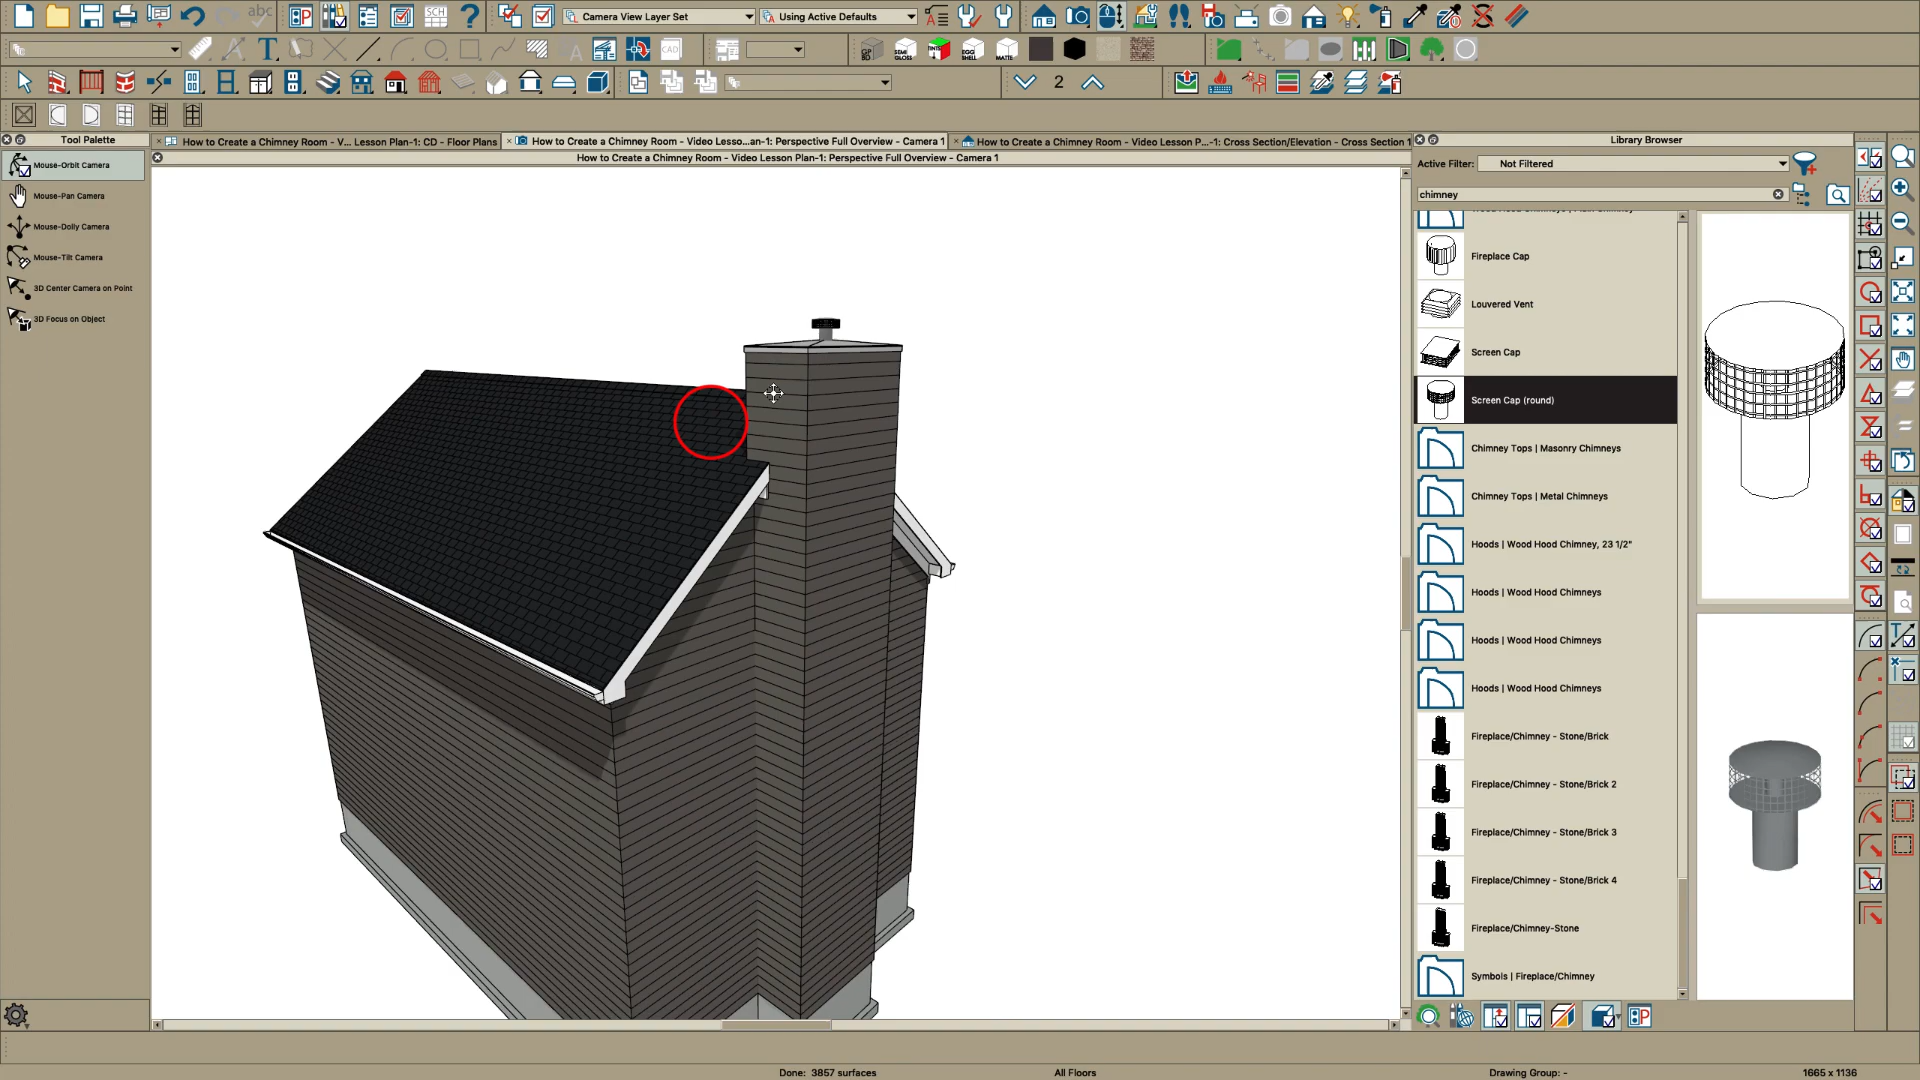 abc
SCH
Camera View Layer Set
Using Active Defaults
T
A
CAD
SEMI GLOSS
EGG SHELL
MATTE
2
Tool Palette
How to Create a Chimney Room - V... Lesson Plan-1: CD - Floor Plans
How to Create a Chimney Room - Video Lesso...an-1: Perspective Full Overview - Camera 1
How to Create a Chimney Room - Video Lesson P...-1: Cross Section/Elevation - Cross Section 1
Library Browser
How to Create a Chimney Room - Video Lesson Plan-1: Perspective Full Overview - Camera 1
Mouse-Orbit Camera
Mouse-Pan Camera
Mouse-Dolly Camera
Mouse-Tilt Camera
3D Center Camera on Point
3D Focus on Object
Active Filter:
Not Filtered
chimney
Fireplace Cap
Louvered Vent
Screen Cap
Screen Cap (round)
Chimney Tops | Masonry Chimneys
Chimney Tops | Metal Chimneys
Hoods | Wood Hood Chimney, 23 1/2"
Hoods | Wood Hood Chimneys
Hoods | Wood Hood Chimneys
Hoods | Wood Hood Chimneys
Fireplace/Chimney - Stone/Brick
Fireplace/Chimney - Stone/Brick 2
Fireplace/Chimney - Stone/Brick 3
Fireplace/Chimney - Stone/Brick 4
Fireplace/Chimney-Stone
Symbols | Fireplace/Chimney
Done: 3857 surfaces
All Floors
Drawing Group: -
1665 x 1136